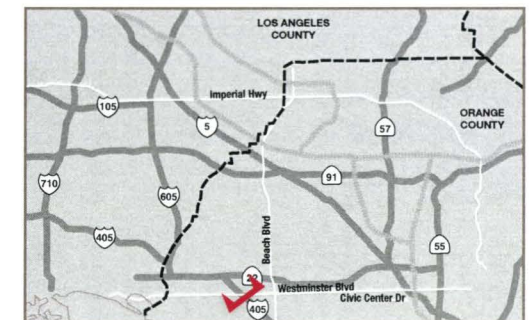 LOS ANGELES
COUNTY
Imperial Hwy
105
5
57
ORANGE
COUNTY
91
710
605
405
55
Beach Blvd
22
Westminster Blvd
Civic Center Dr
405